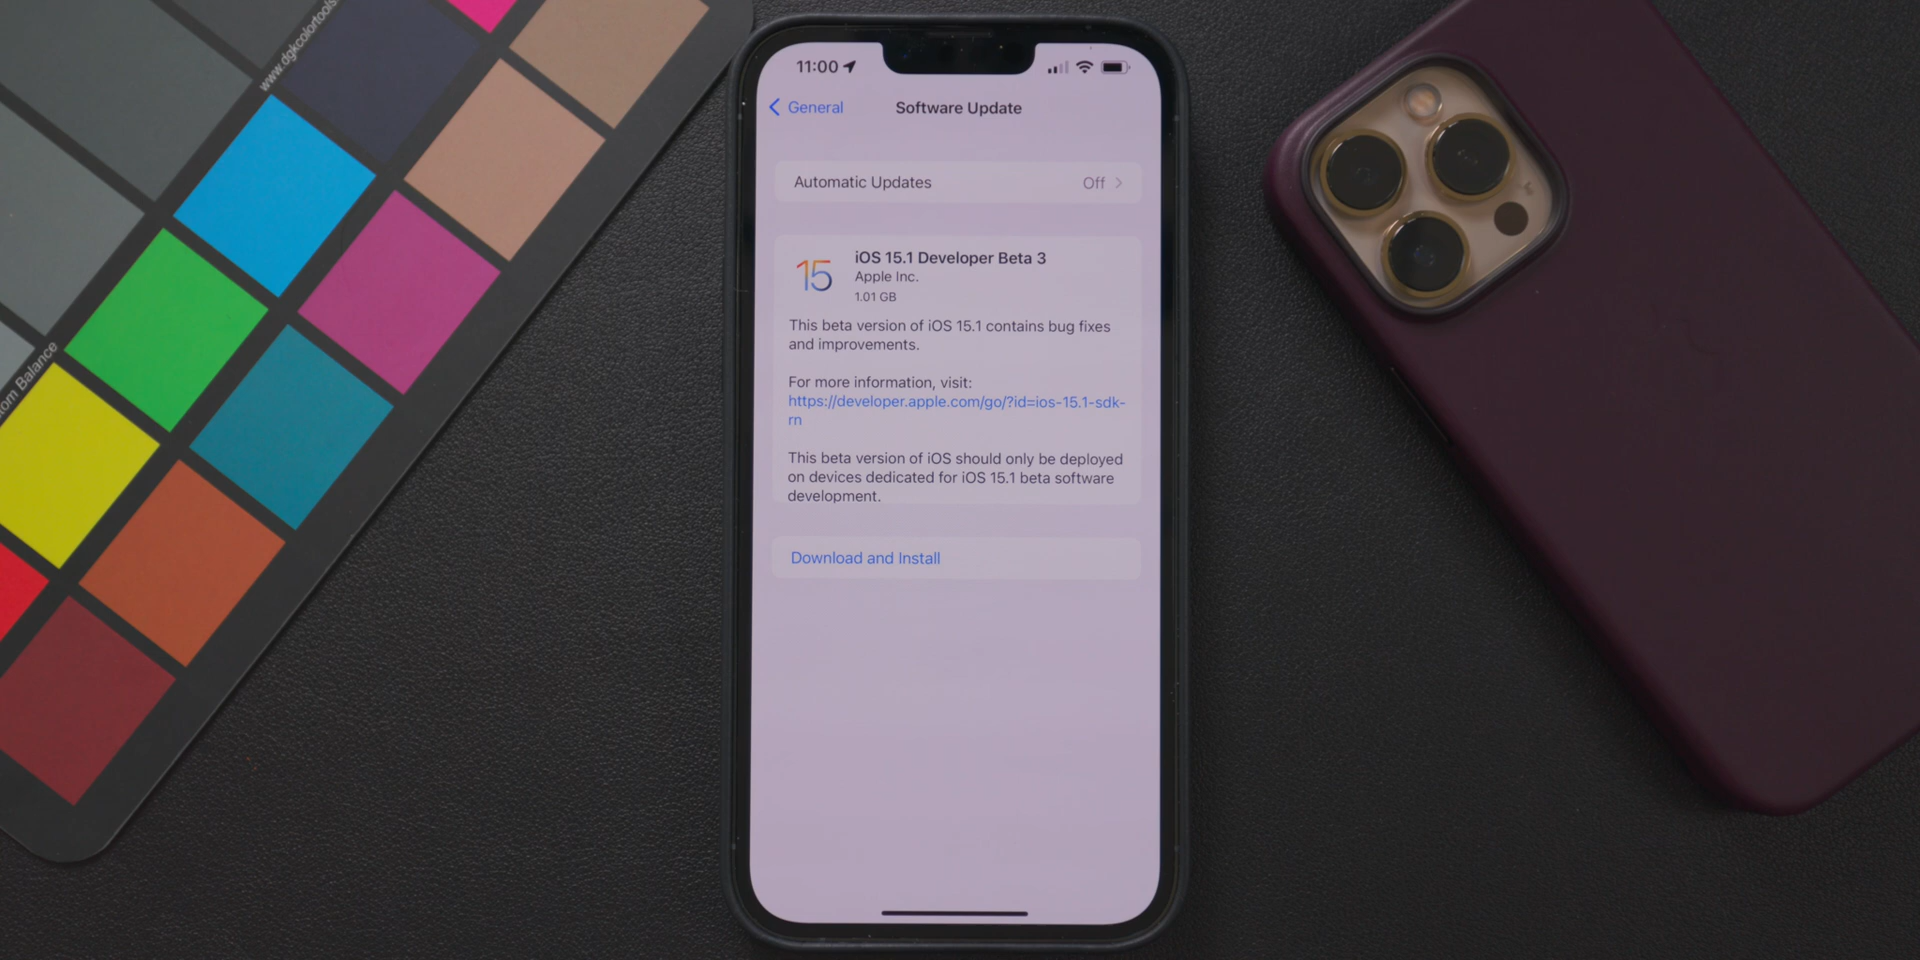 www.dgkcolortools.
tom Balance
11:00
General
Software Update
Automatic Updates
Off
15
iOS 15.1 Developer Beta 3
Apple Inc.
1.01 GB
This beta version of iOS 15.1 contains bug fixes
and improvements.
For more information, visit:
https://developer.apple.com/go/?id=ios-15.1-sdk-
rn
This beta version of iOS should only be deployed
on devices dedicated for iOS 15.1 beta software
development.
Download and Install